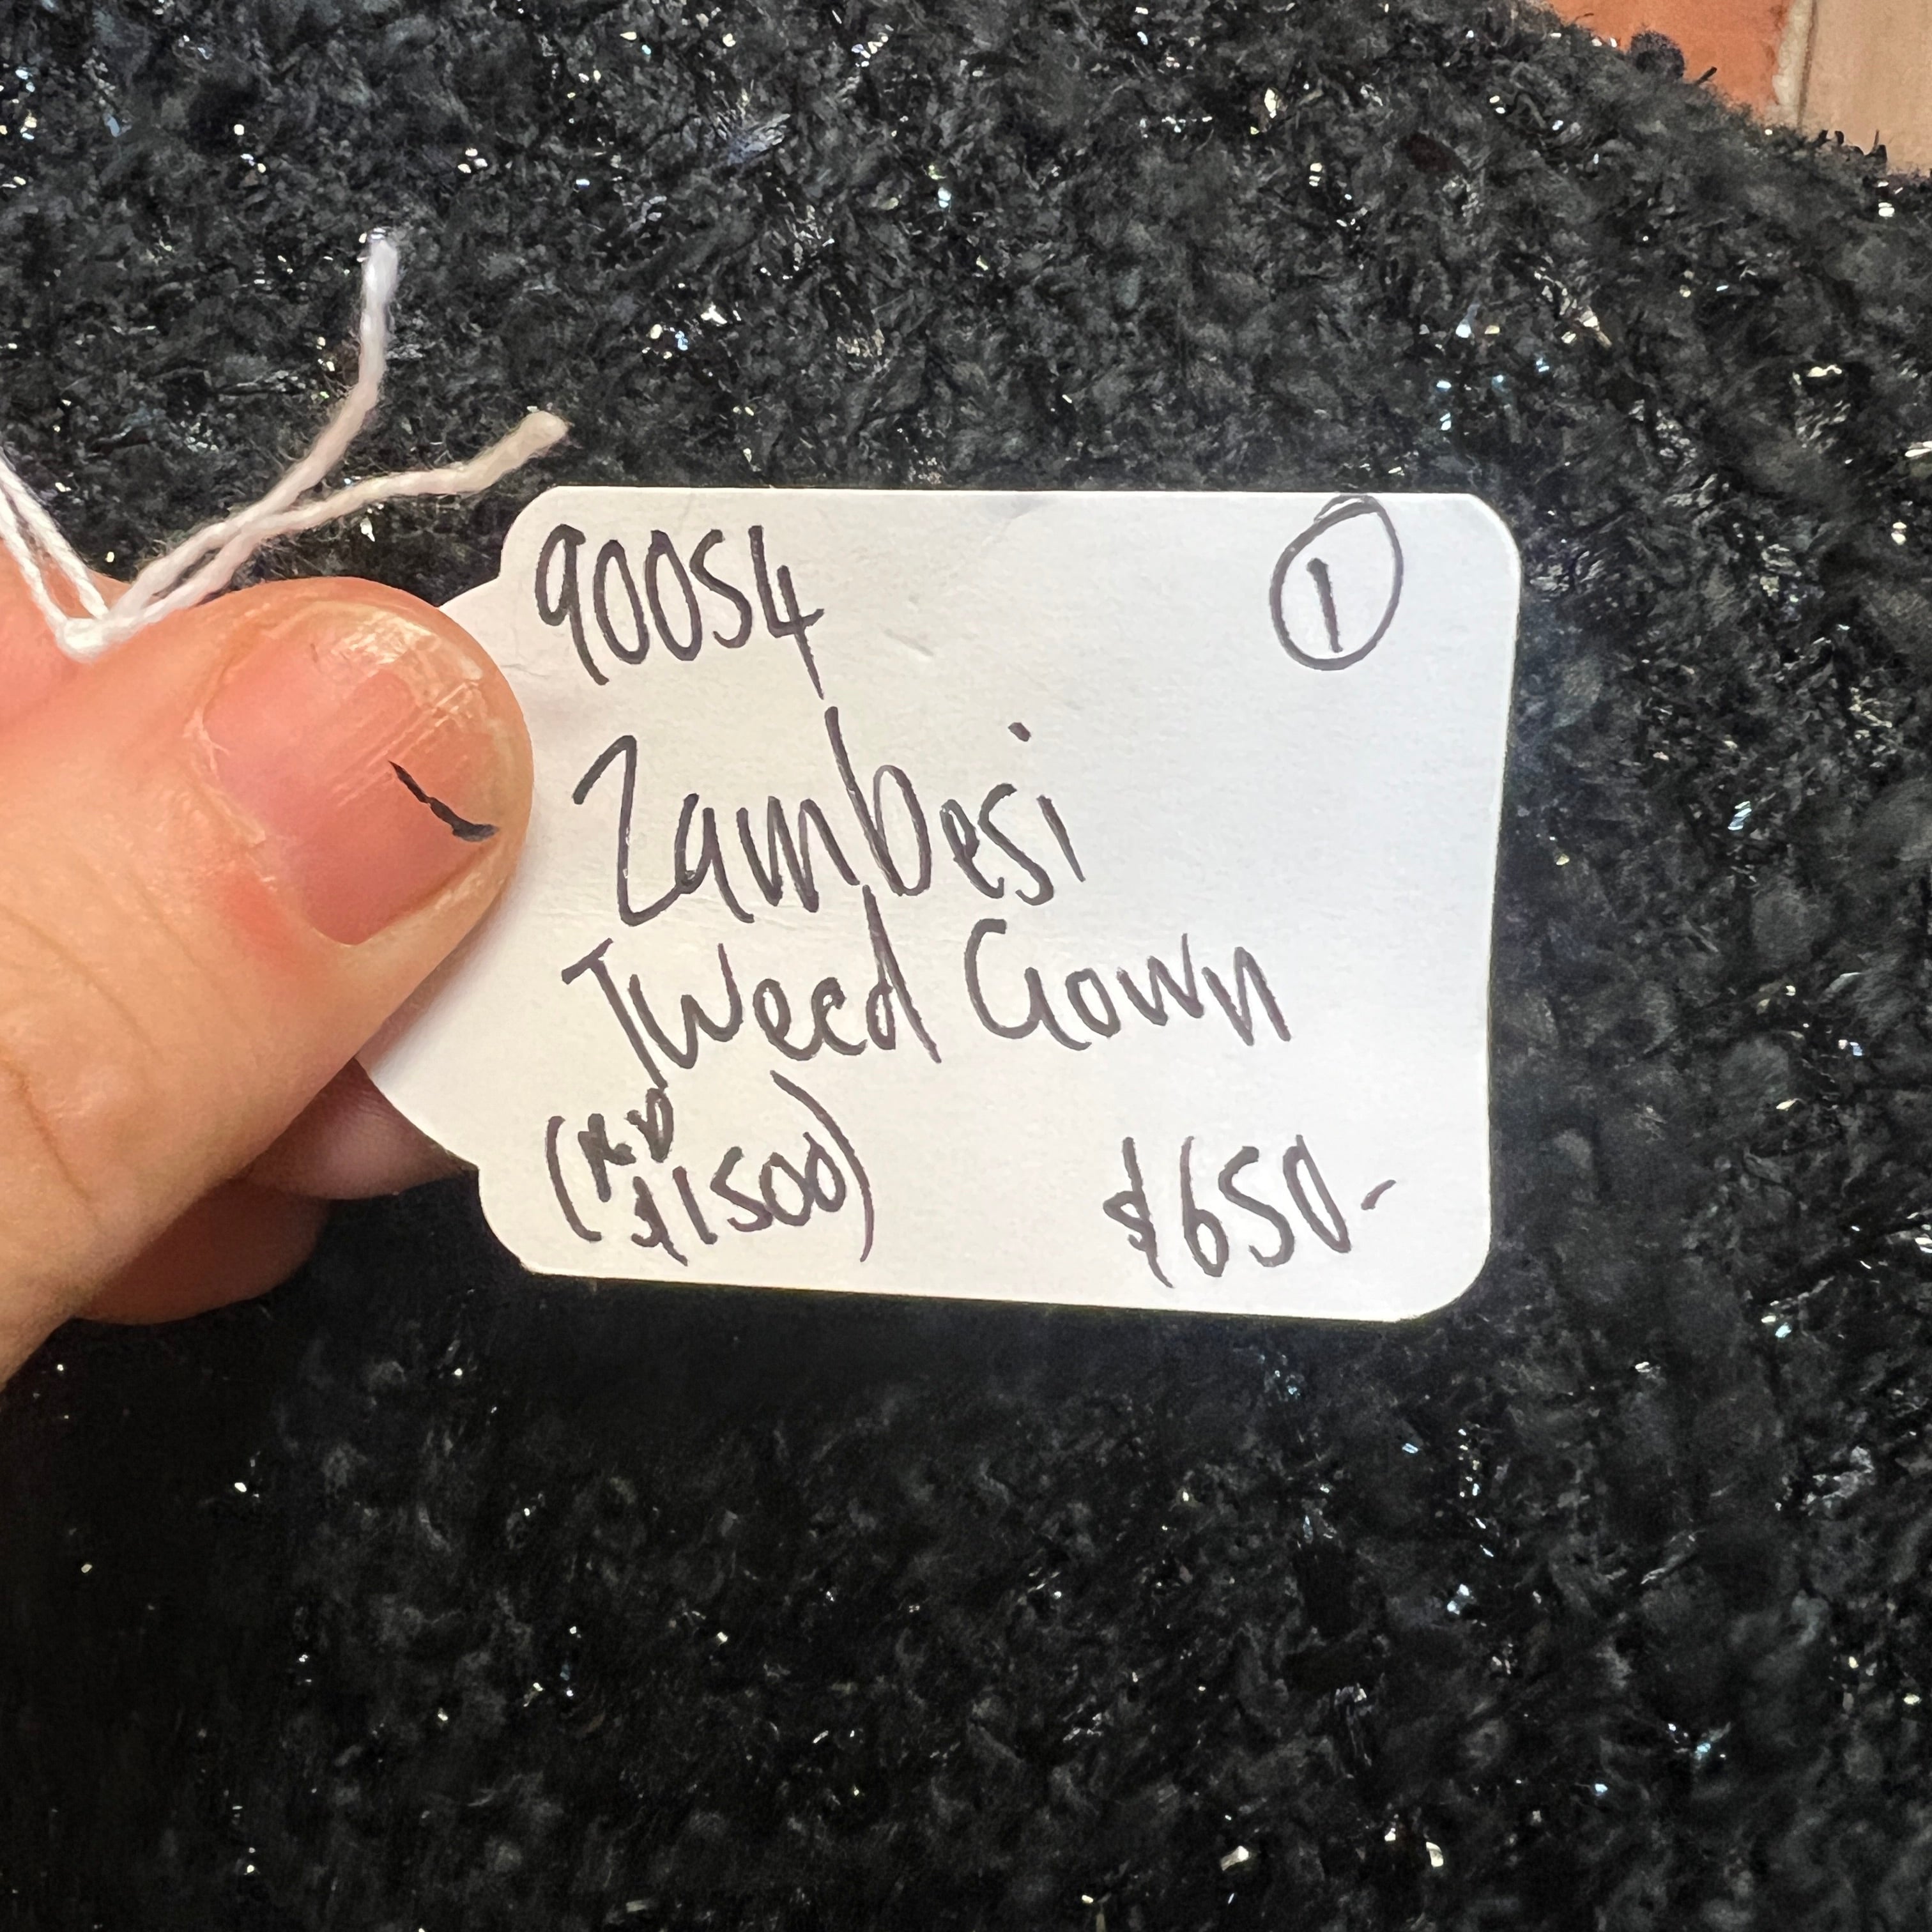 90054 1
Zambesi
Tweed Gown
(RRP
$1500) $650-